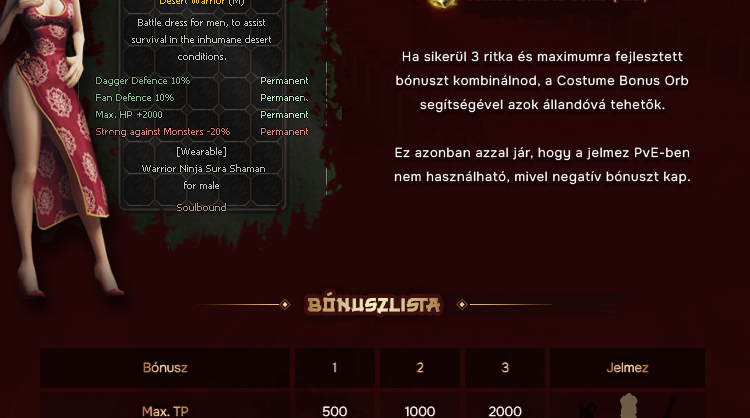 Desert Warrior (M)
Battle dress for men, to assist
survival in the inhumane desert
conditions.
Dagger Defence 10% Permanent
Fan Defence 10% Permanen.
Max. HP +2000 Permanent
Strong against Monsters -20% Permanent
[Wearable]
Warrior Ninja Sura Shaman
for male
Soulbound
Ha sikerül 3 ritka és maximumra fejlesztett
bónuszt kombinálnod, a Costume Bonus Orb
segítségével azok állandóvá tehetők.
Ez azonban azzal jár, hogy a jelmez PvE-ben
nem használható, mivel negatív bónuszt kap.
BÓNUSZLISTA
Bónusz 1 2 3 Jelmez
Max. TP 500 1000 2000